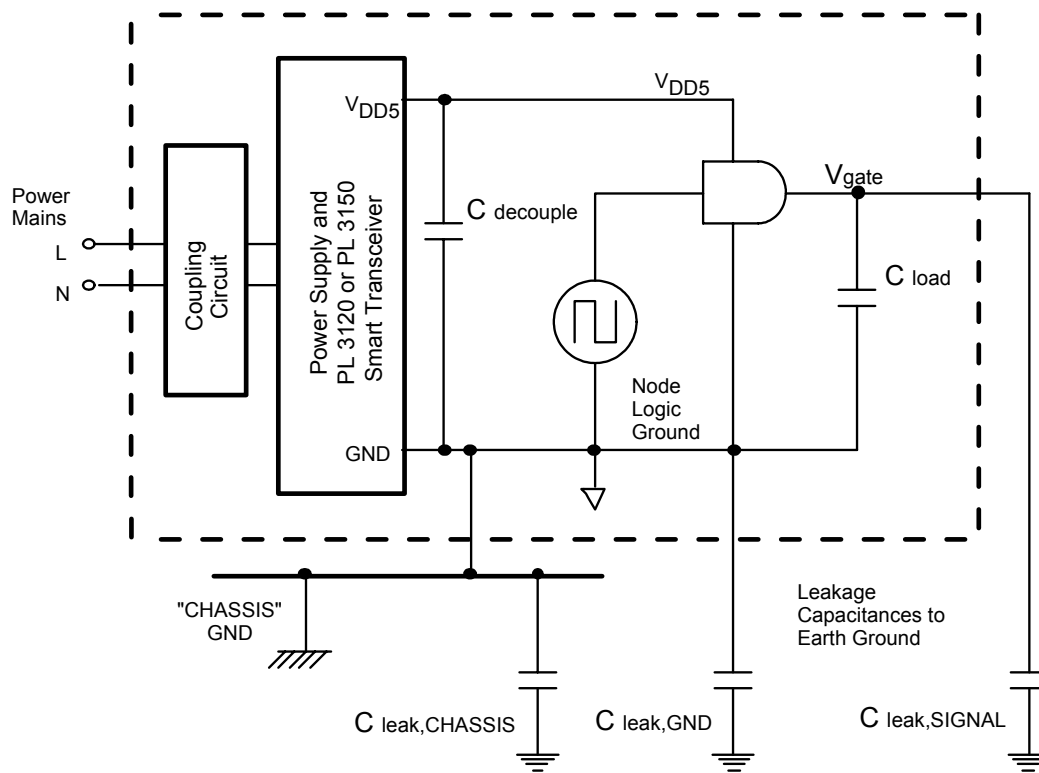 Power
Mains
L
N
Coupling
Circuit
Power Supply and
PL 3120 or PL 3150
Smart Transceiver
VDD5
GND
C decouple
VDD5
Vgate
C load
Node
Logic
Ground
"CHASSIS"
GND
Leakage
Capacitances to
Earth Ground
C leak,CHASSIS
C leak,GND
C leak,SIGNAL